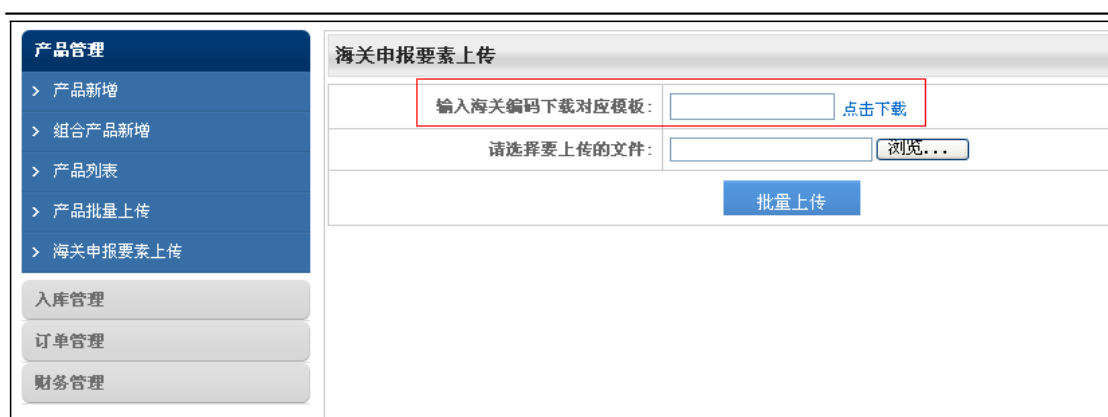 产品管理
> 产品新增
> 组合产品新增
> 产品列表
> 产品批量上传
> 海关申报要素上传
入库管理
订单管理
财务管理
海关申报要素上传
输入海关编码下载对应模板: 点击下载
请选择要上传的文件: 浏览...
批量上传